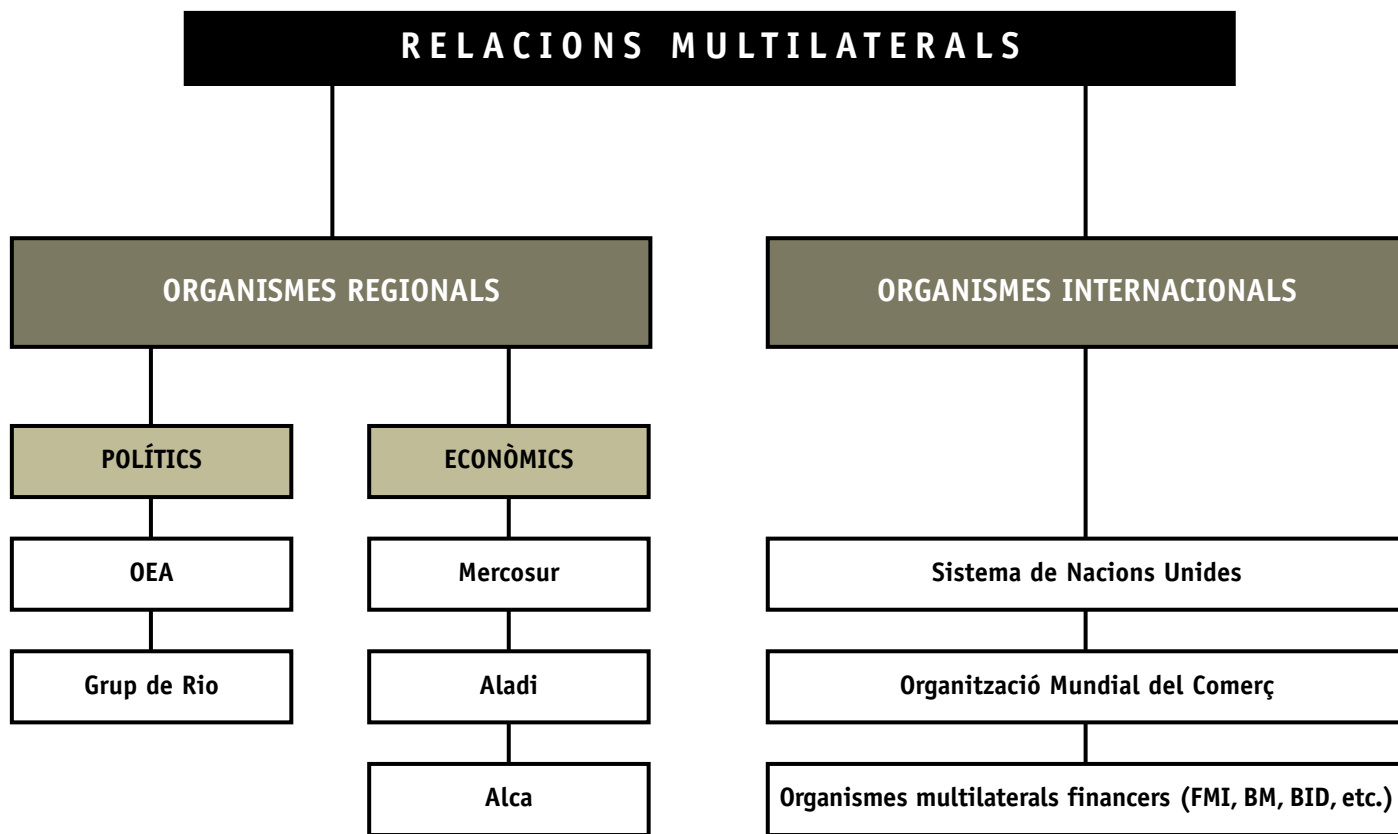 RELACIONS MULTILATERALS
ORGANISMES REGIONALS
ORGANISMES INTERNACIONALS
POLÍTICS
ECONÒMICS
OEA
Mercosur
Sistema de Nacions Unides
Grup de Rio
Aladi
Organització Mundial del Comerç
Alca
Organismes multilaterals financers (FMI, BM, BID, etc.)